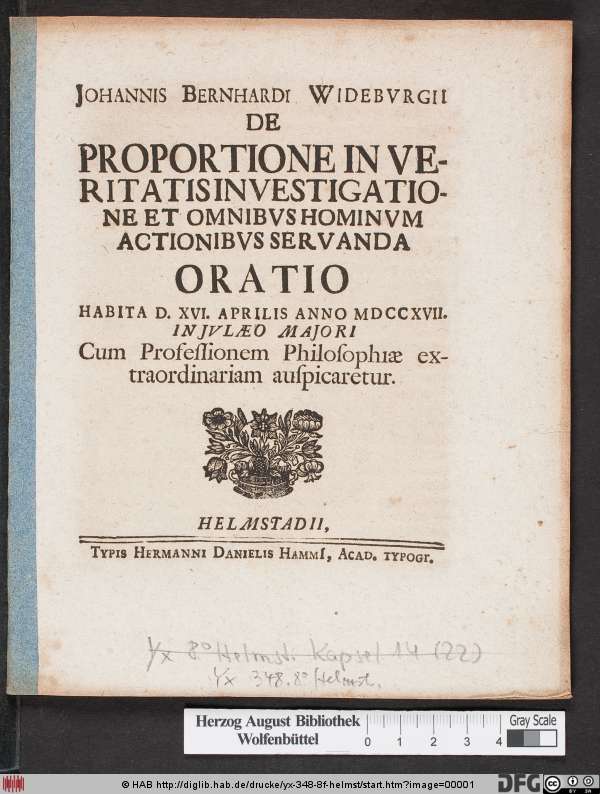 JOHANNIS BERNHARDI WIDEBVRGII
DE
PROPORTIONE IN VE-
RITATIS INVESTIGATIO-
NE ET OMNIBVS HOMINVM
ACTIONIBVS SERVANDA
ORATIO
HABITA D. XVI. APRILIS ANNO MDCCXVII.
IN JVLÆO MAJORI
Cum Profeſſionem Philoſophiæ ex-
traordinariam auſpicaretur.
HELMSTADII,
TYPIS HERMANNI DANIELIS HAMMI, ACAD. TYPOGr.
Yx 8° Helmst. Kapsel 14 (22)
Yx 348.8° Helmst.
Herzog August Bibliothek
Wolfenbüttel
0 1 2 3 4
Gray Scale
© HAB http://diglib.hab.de/drucke/yx-348-8f-helmst/start.htm?image=00001
DFG
CC BY SA